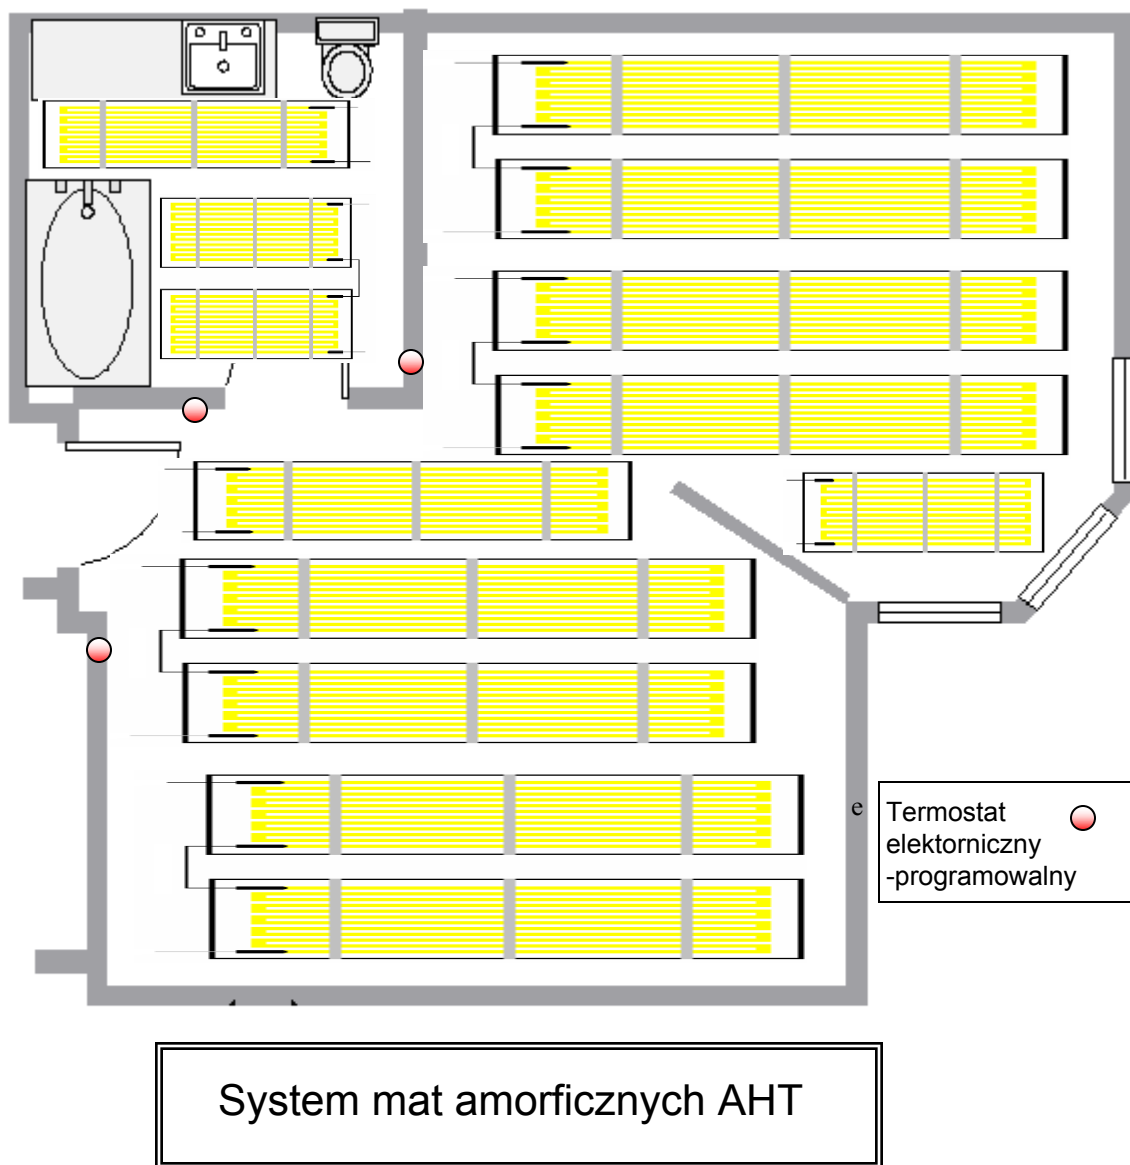 e
Termostat
elektorniczny
-programowalny
System mat amorficznych AHT